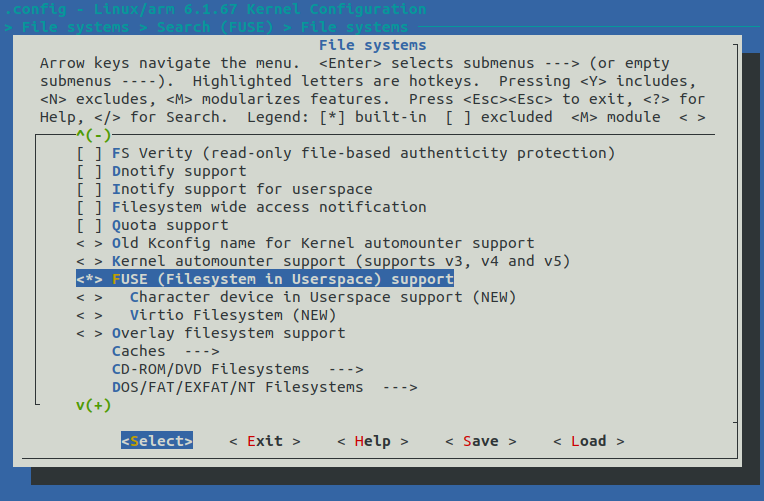 .config - Linux/arm 6.1.67 Kernel Configuration
> File systems > Search (FUSE) > File systems
File systems
Arrow keys navigate the menu.  <Enter> selects submenus ---> (or empty
submenus ----).  Highlighted letters are hotkeys.  Pressing <Y> includes,
<N> excludes, <M> modularizes features.  Press <Esc><Esc> to exit, <?> for
Help, </> for Search.  Legend: [*] built-in  [ ] excluded  <M> module  < >
^(-)
[ ] FS Verity (read-only file-based authenticity protection)
[ ] Dnotify support
[ ] Inotify support for userspace
[ ] Filesystem wide access notification
[ ] Quota support
< > Old Kconfig name for Kernel automounter support
< > Kernel automounter support (supports v3, v4 and v5)
<*> FUSE (Filesystem in Userspace) support
< >   Character device in Userspace support (NEW)
< >   Virtio Filesystem (NEW)
< > Overlay filesystem support
Caches  --->
CD-ROM/DVD Filesystems  --->
DOS/FAT/EXFAT/NT Filesystems  --->
v(+)
<Select>    < Exit >    < Help >    < Save >    < Load >